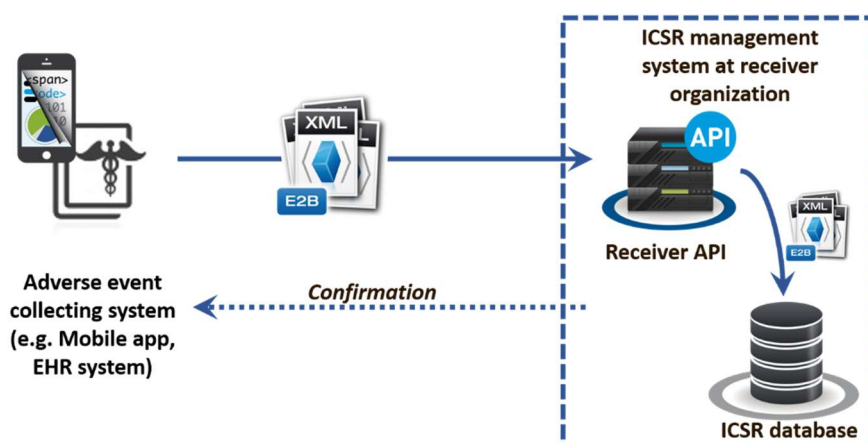 ICSR management
system at receiver
organization
<span>
ode>
101
XML
E2B
API
Receiver API
XML
E2B
Adverse event
collecting system
(e.g. Mobile app,
EHR system)
Confirmation
ICSR database